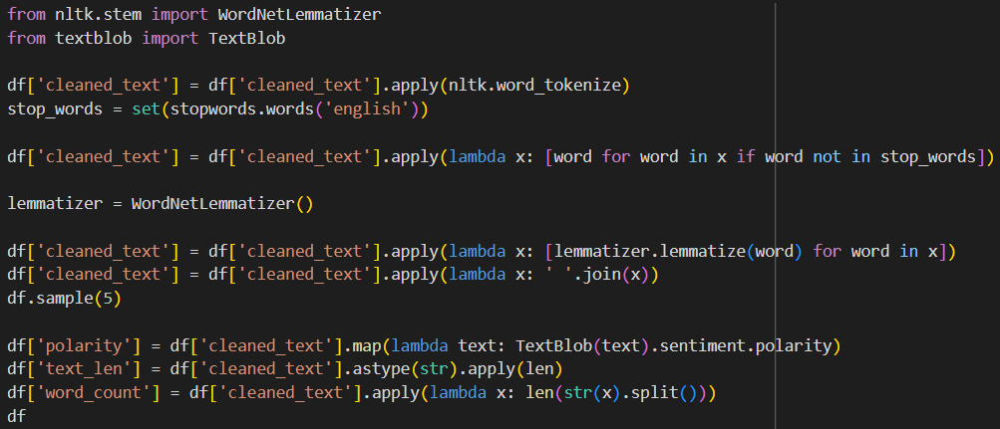 from nltk.stem import WordNetLemmatizer
from textblob import TextBlob
df['cleaned_text'] = df['cleaned_text'].apply(nltk.word_tokenize)
stop_words = set(stopwords.words('english'))
df['cleaned_text'] = df['cleaned_text'].apply(lambda x: [word for word in x if word not in stop_words])
lemmatizer = WordNetLemmatizer()
df['cleaned_text'] = df['cleaned_text'].apply(lambda x: [lemmatizer.lemmatize(word) for word in x])
df['cleaned_text'] = df['cleaned_text'].apply(lambda x: ' '.join(x))
df.sample(5)
df['polarity'] = df['cleaned_text'].map(lambda text: TextBlob(text).sentiment.polarity)
df['text_len'] = df['cleaned_text'].astype(str).apply(len)
df['word_count'] = df['cleaned_text'].apply(lambda x: len(str(x).split()))
df